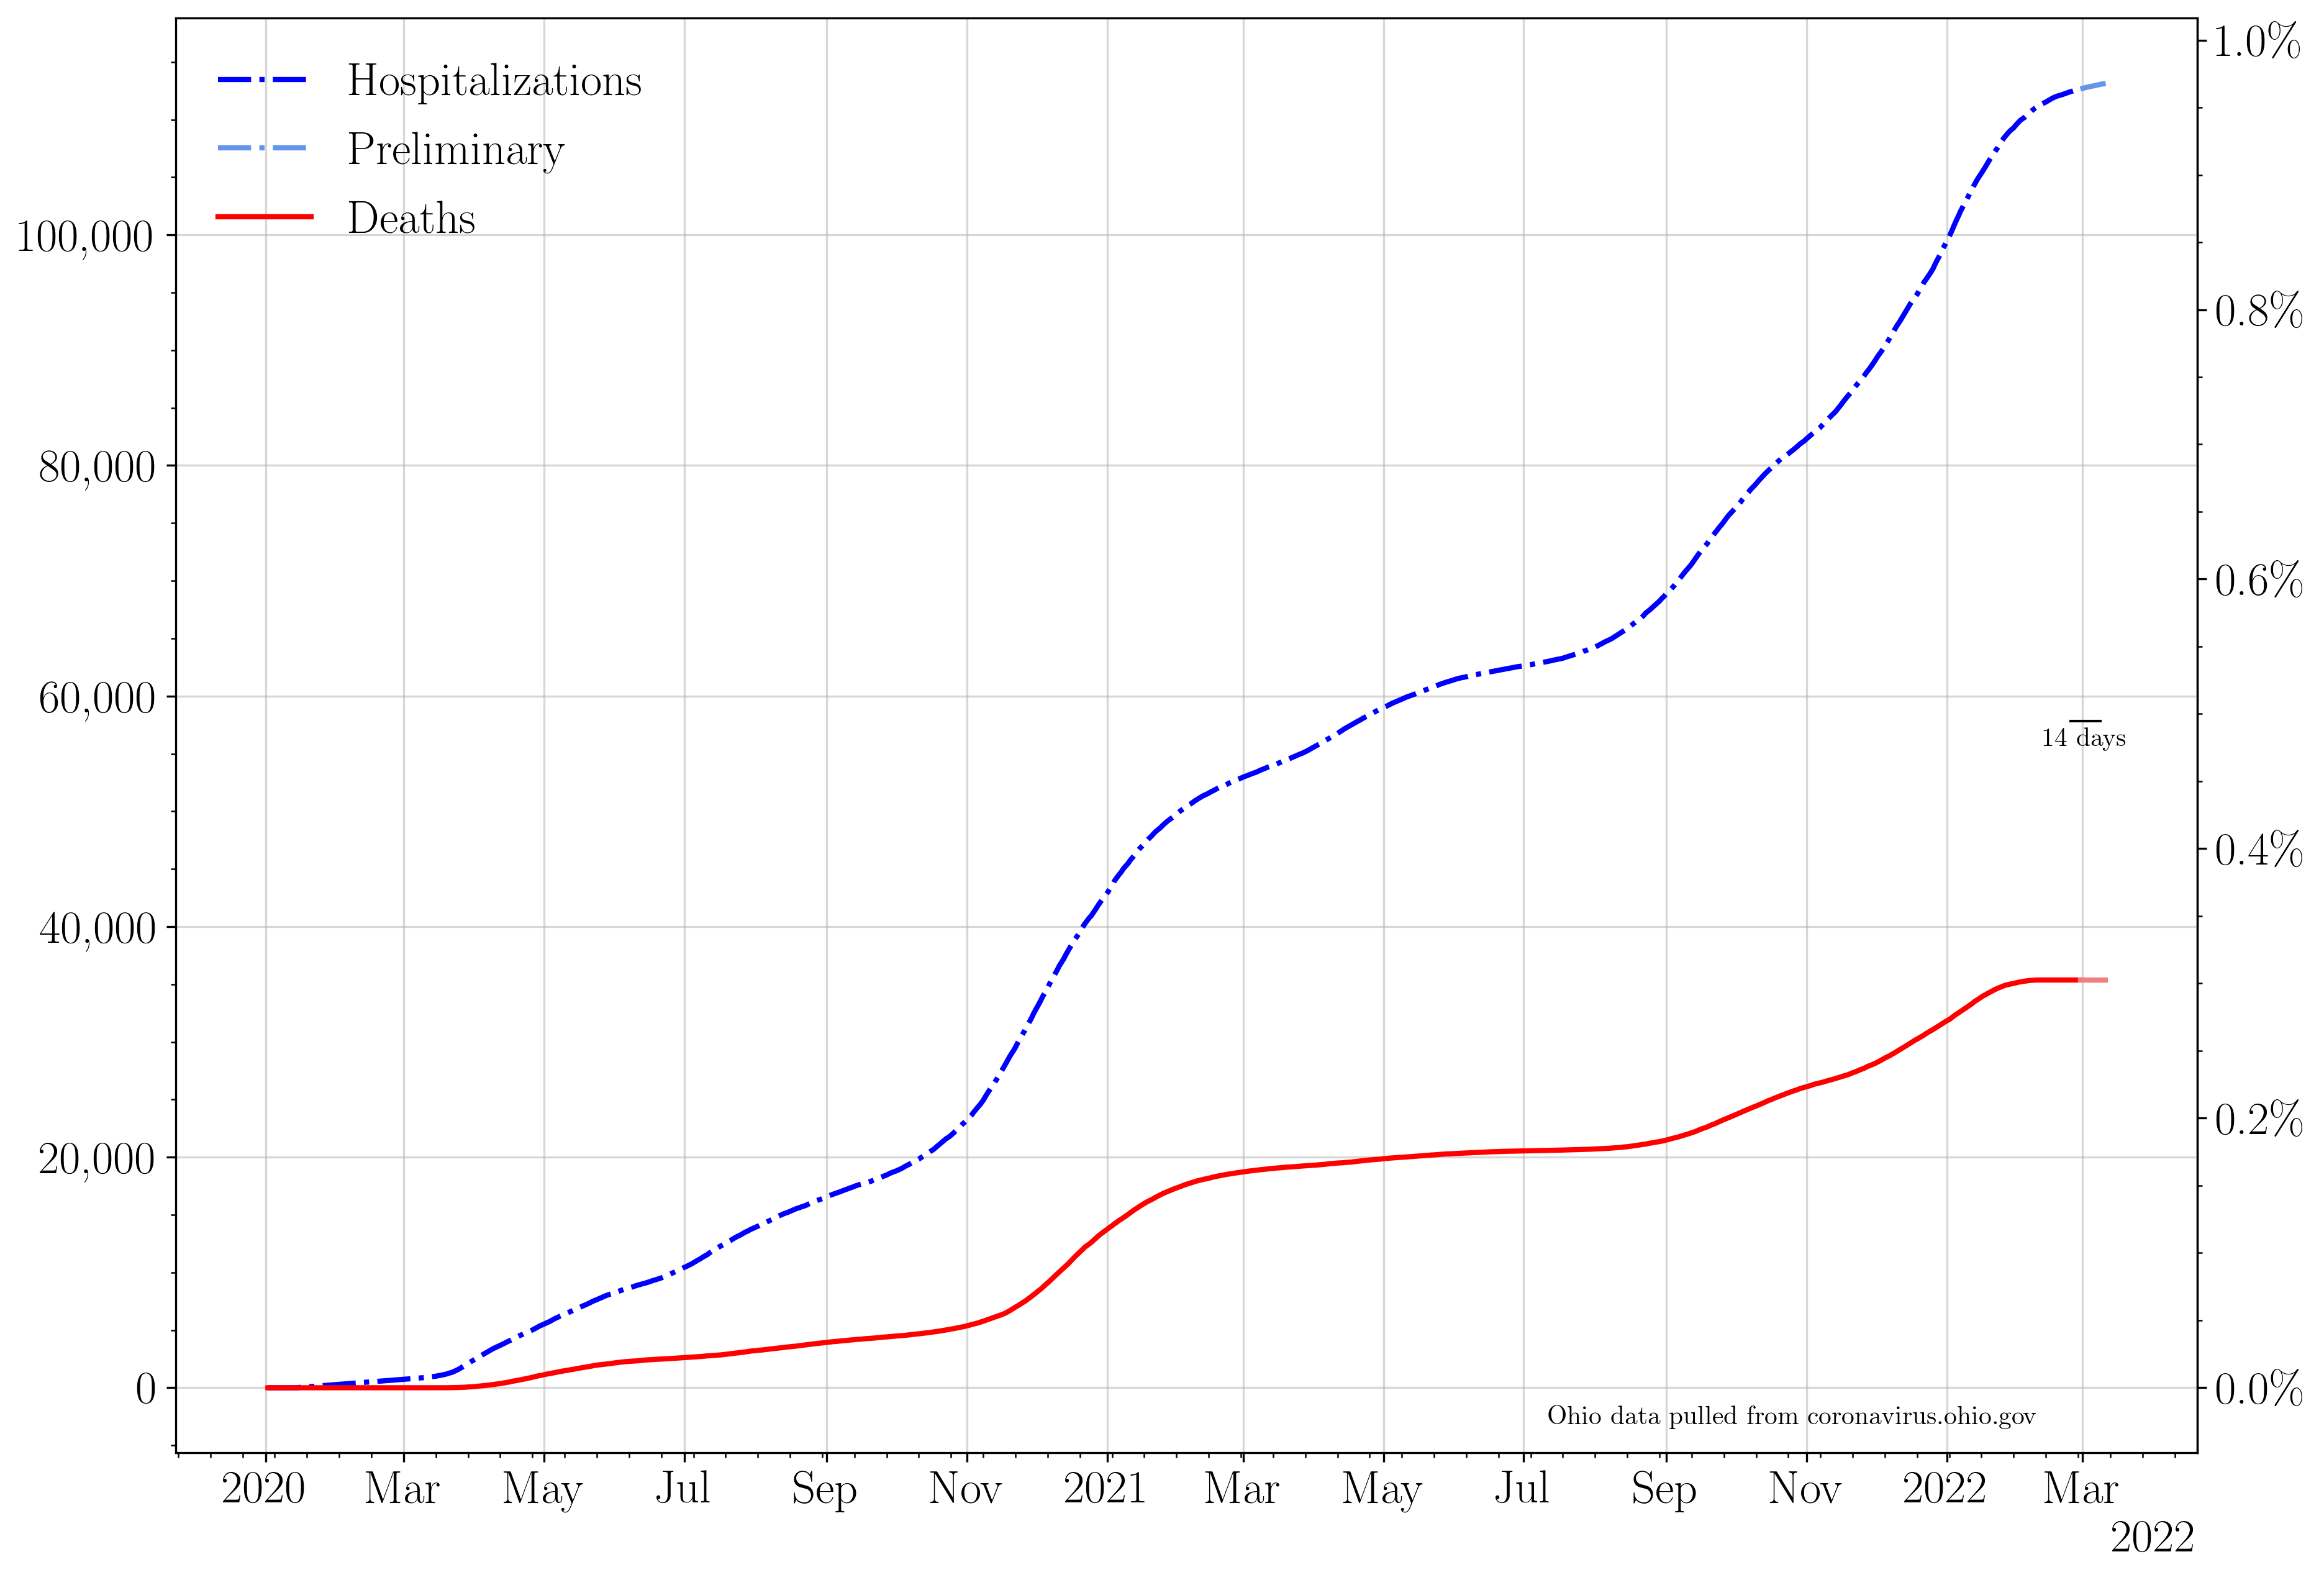 Hospitalizations
Preliminary
Deaths
100,000
80,000
60,000
40,000
20,000
0
1.0%
0.8%
0.6%
0.4%
0.2%
0.0%
14 days
Ohio data pulled from coronavirus.ohio.gov
2020 Mar May Jul Sep Nov 2021 Mar May Jul Sep Nov 2022 Mar
2022